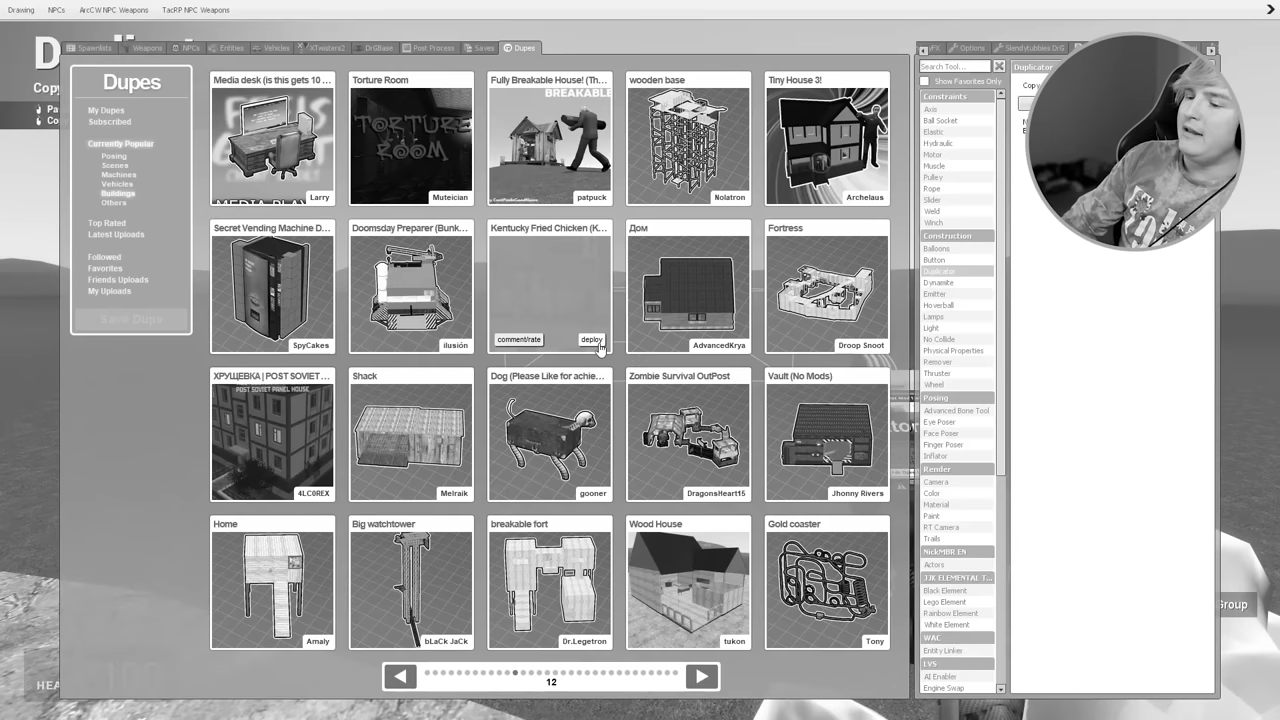 Drawing NPCs ArcCW NPC Weapons TacRP NPC Weapons
Spawnlists Weapons NPCs Entities Vehicles XTwisters2 DrGBase Post Process Saves Dupes
Options Slendytubbies DrG
Dupes
My Dupes
Subscribed
Currently Popular
Posing
Scenes
Machines
Vehicles
Buildings
Others
Top Rated
Latest Uploads
Followed
Favorites
Friends Uploads
My Uploads
Save Dupe
Media desk (is this gets 10 ...
Larry
Torture Room
TORTURE
ROOM
Muteician
Fully Breakable House! (Th...
BREAKABLE
patpuck
wooden base
Nolatron
Tiny House 3!
Archelaus
Secret Vending Machine D...
SpyCakes
Doomsday Preparer (Bunk...
ilusión
Kentucky Fried Chicken (K...
comment/rate deploy
Дом
AdvancedKrya
Fortress
Droop Snoot
ХРУЩЕВКА | POST SOVIET ...
POST SOVIET PANEL HOUSE
4LC0REX
Shack
Melraik
Dog (Please Like for achie...
gooner
Zombie Survival OutPost
DragonsHeart15
Vault (No Mods)
Jhonny Rivers
Home
Amaly
Big watchtower
bLaCk JaCk
breakable fort
Dr.Legetron
Wood House
tukon
Gold coaster
Tony
12
Search Tool...
Show Favorites Only
Constraints
Axis
Ball Socket
Elastic
Hydraulic
Motor
Muscle
Pulley
Rope
Slider
Weld
Winch
Construction
Balloons
Button
Duplicator
Dynamite
Emitter
Hoverball
Lamps
Light
No Collide
Physical Properties
Remover
Thruster
Wheel
Posing
Advanced Bone Tool
Eye Poser
Face Poser
Finger Poser
Inflator
Render
Camera
Color
Material
Paint
RT Camera
Trails
NickMBR EN
Actors
JJK ELEMENTAL T...
Black Element
Lego Element
Rainbow Element
White Element
WAC
Entity Linker
LVS
AI Enabler
Engine Swap
Duplicator
Group